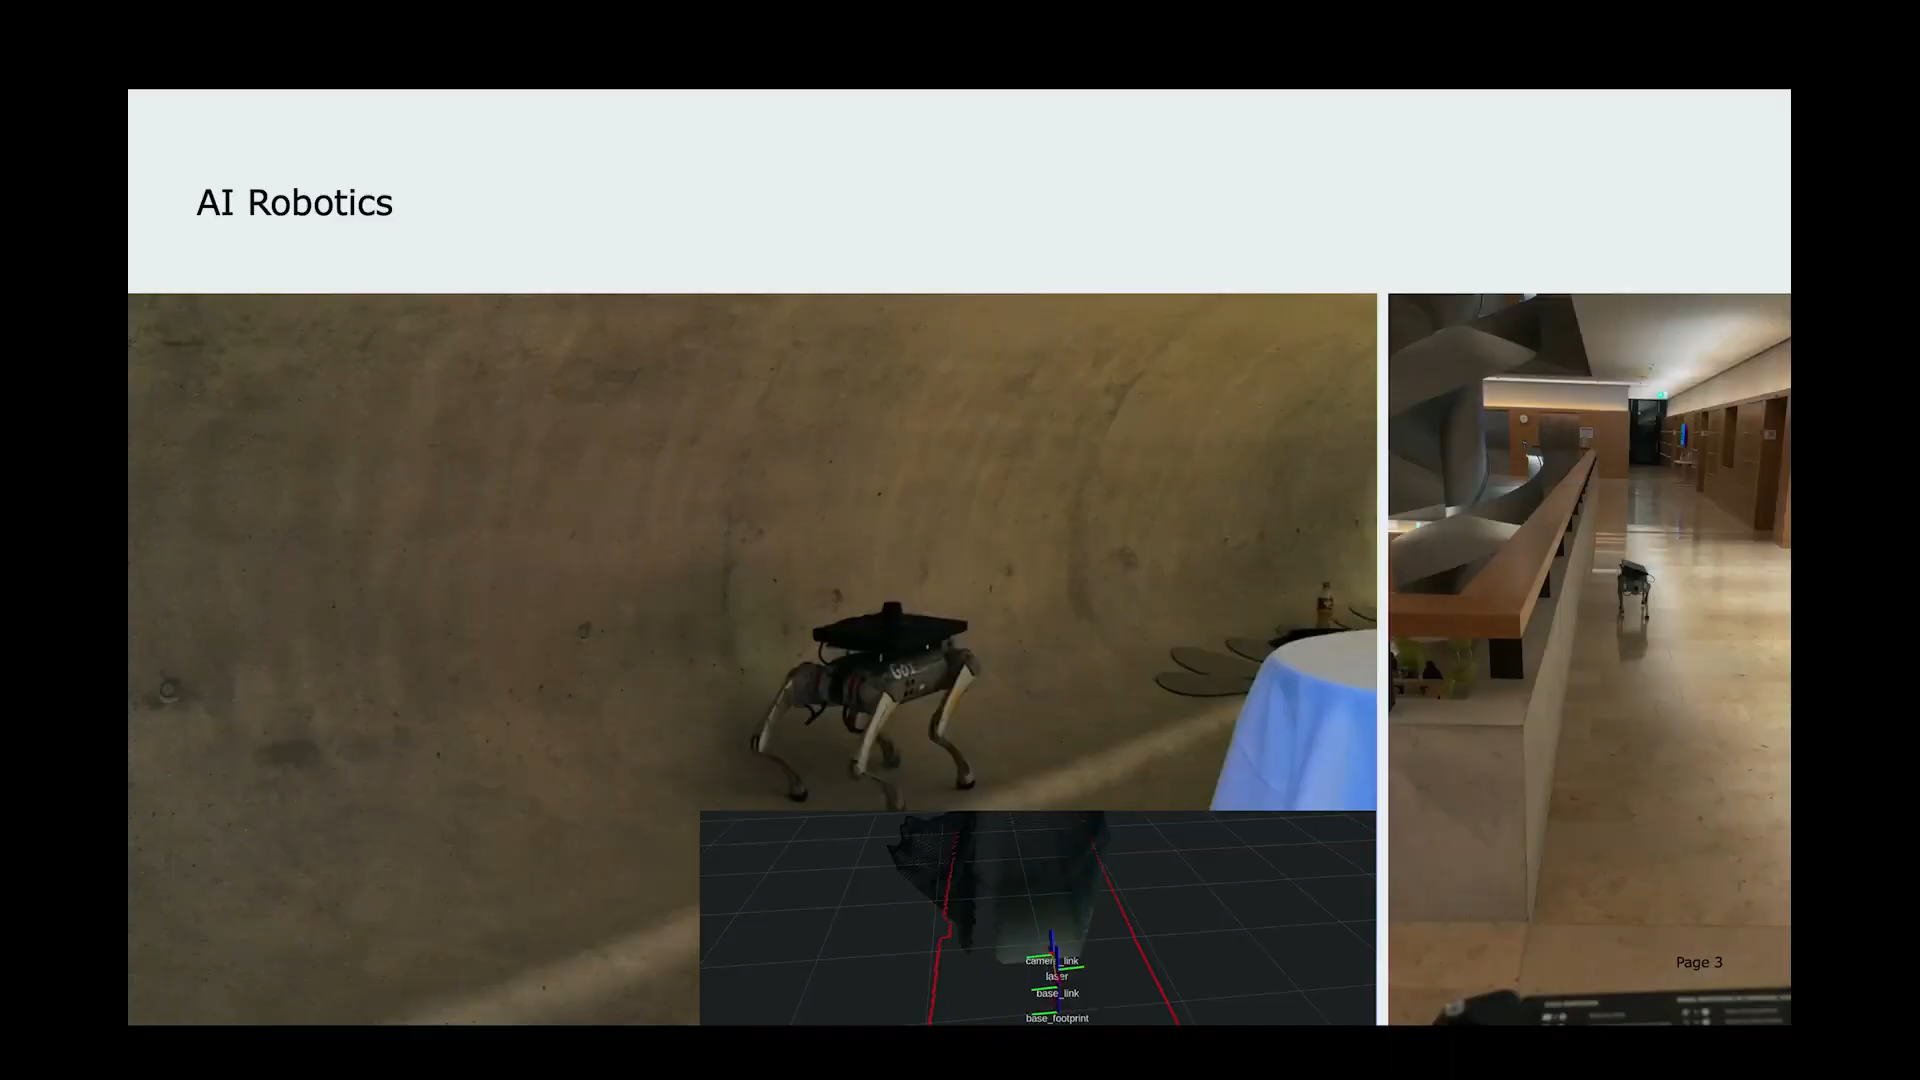 AI Robotics
Go1
camera_link
laser
base_link
base_footprint
Page 3